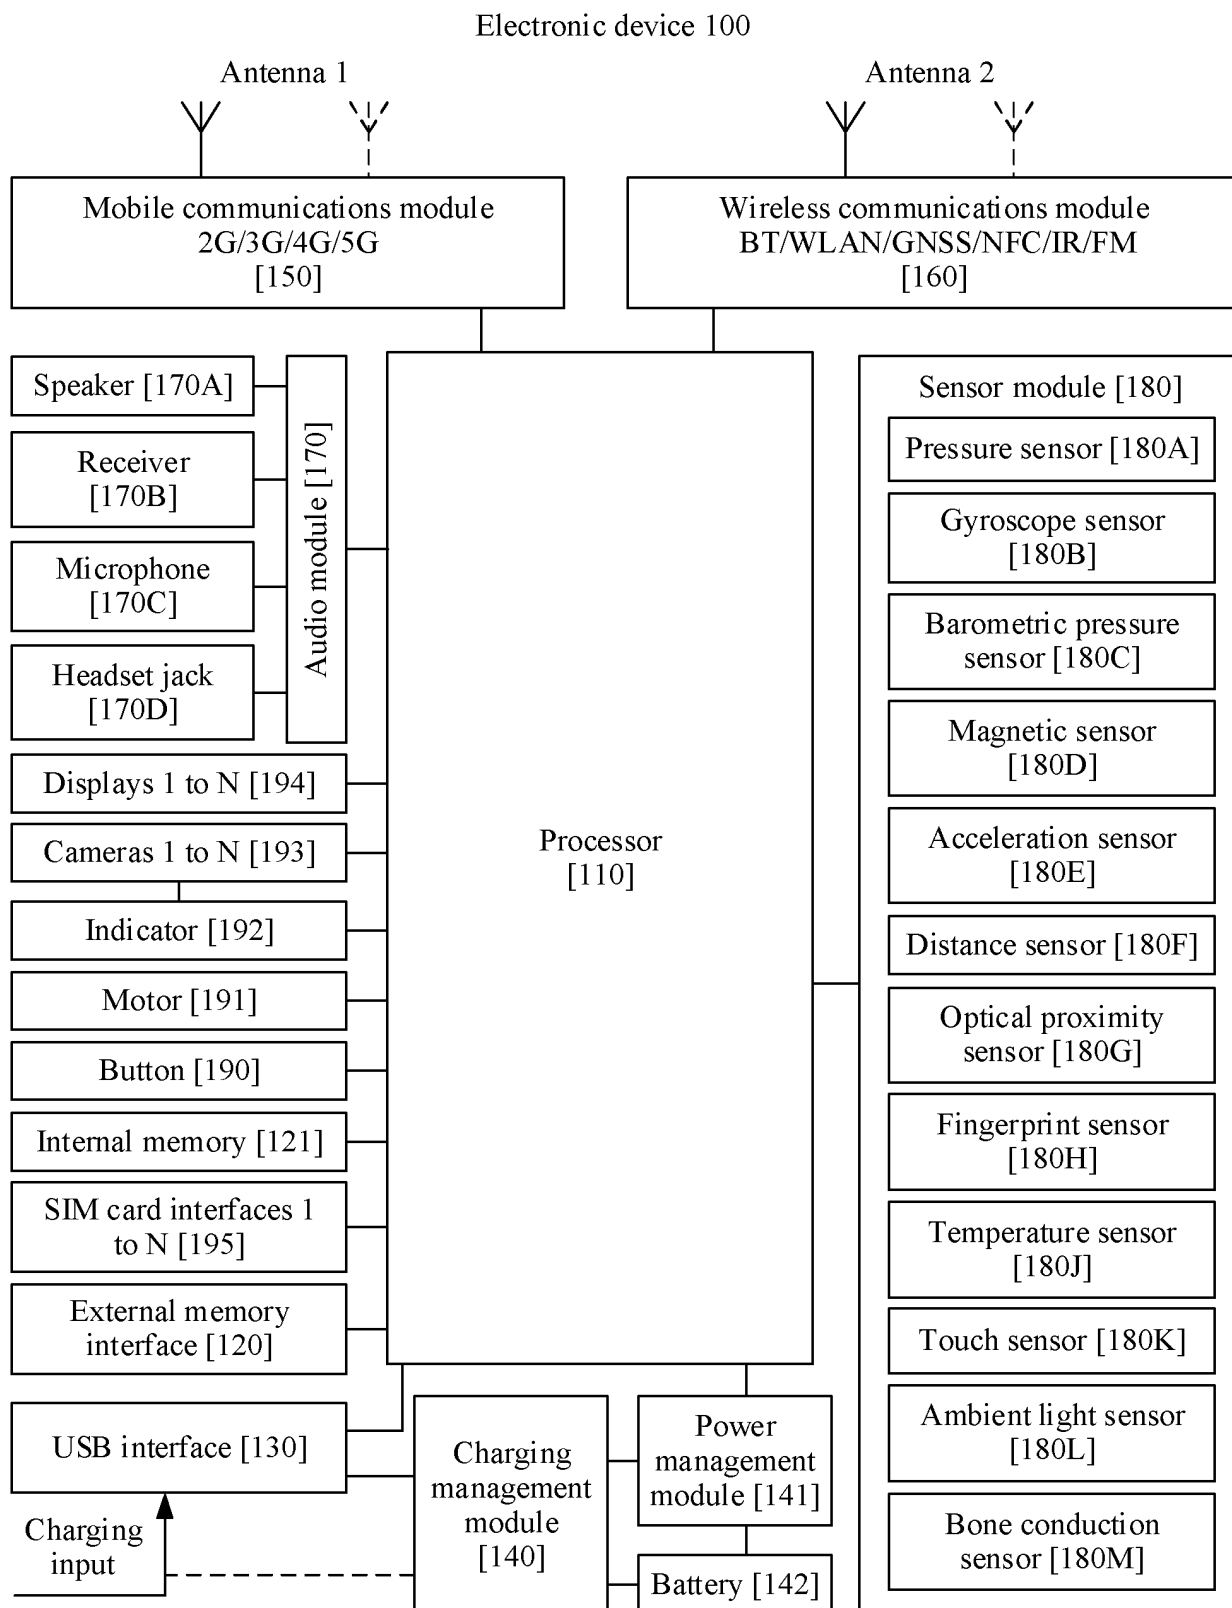 Electronic device 100
Antenna 1
Antenna 2
Mobile communications module
2G/3G/4G/5G
[150]
Wireless communications module
BT/WLAN/GNSS/NFC/IR/FM
[160]
Speaker [170A]
Receiver
[170B]
Microphone
[170C]
Headset jack
[170D]
Audio module [170]
Displays 1 to N [194]
Cameras 1 to N [193]
Indicator [192]
Motor [191]
Button [190]
Internal memory [121]
SIM card interfaces 1
to N [195]
External memory
interface [120]
USB interface [130]
Charging
input
Processor
[110]
Charging
management
module
[140]
Power
management
module [141]
Battery [142]
Sensor module [180]
Pressure sensor [180A]
Gyroscope sensor
[180B]
Barometric pressure
sensor [180C]
Magnetic sensor
[180D]
Acceleration sensor
[180E]
Distance sensor [180F]
Optical proximity
sensor [180G]
Fingerprint sensor
[180H]
Temperature sensor
[180J]
Touch sensor [180K]
Ambient light sensor
[180L]
Bone conduction
sensor [180M]